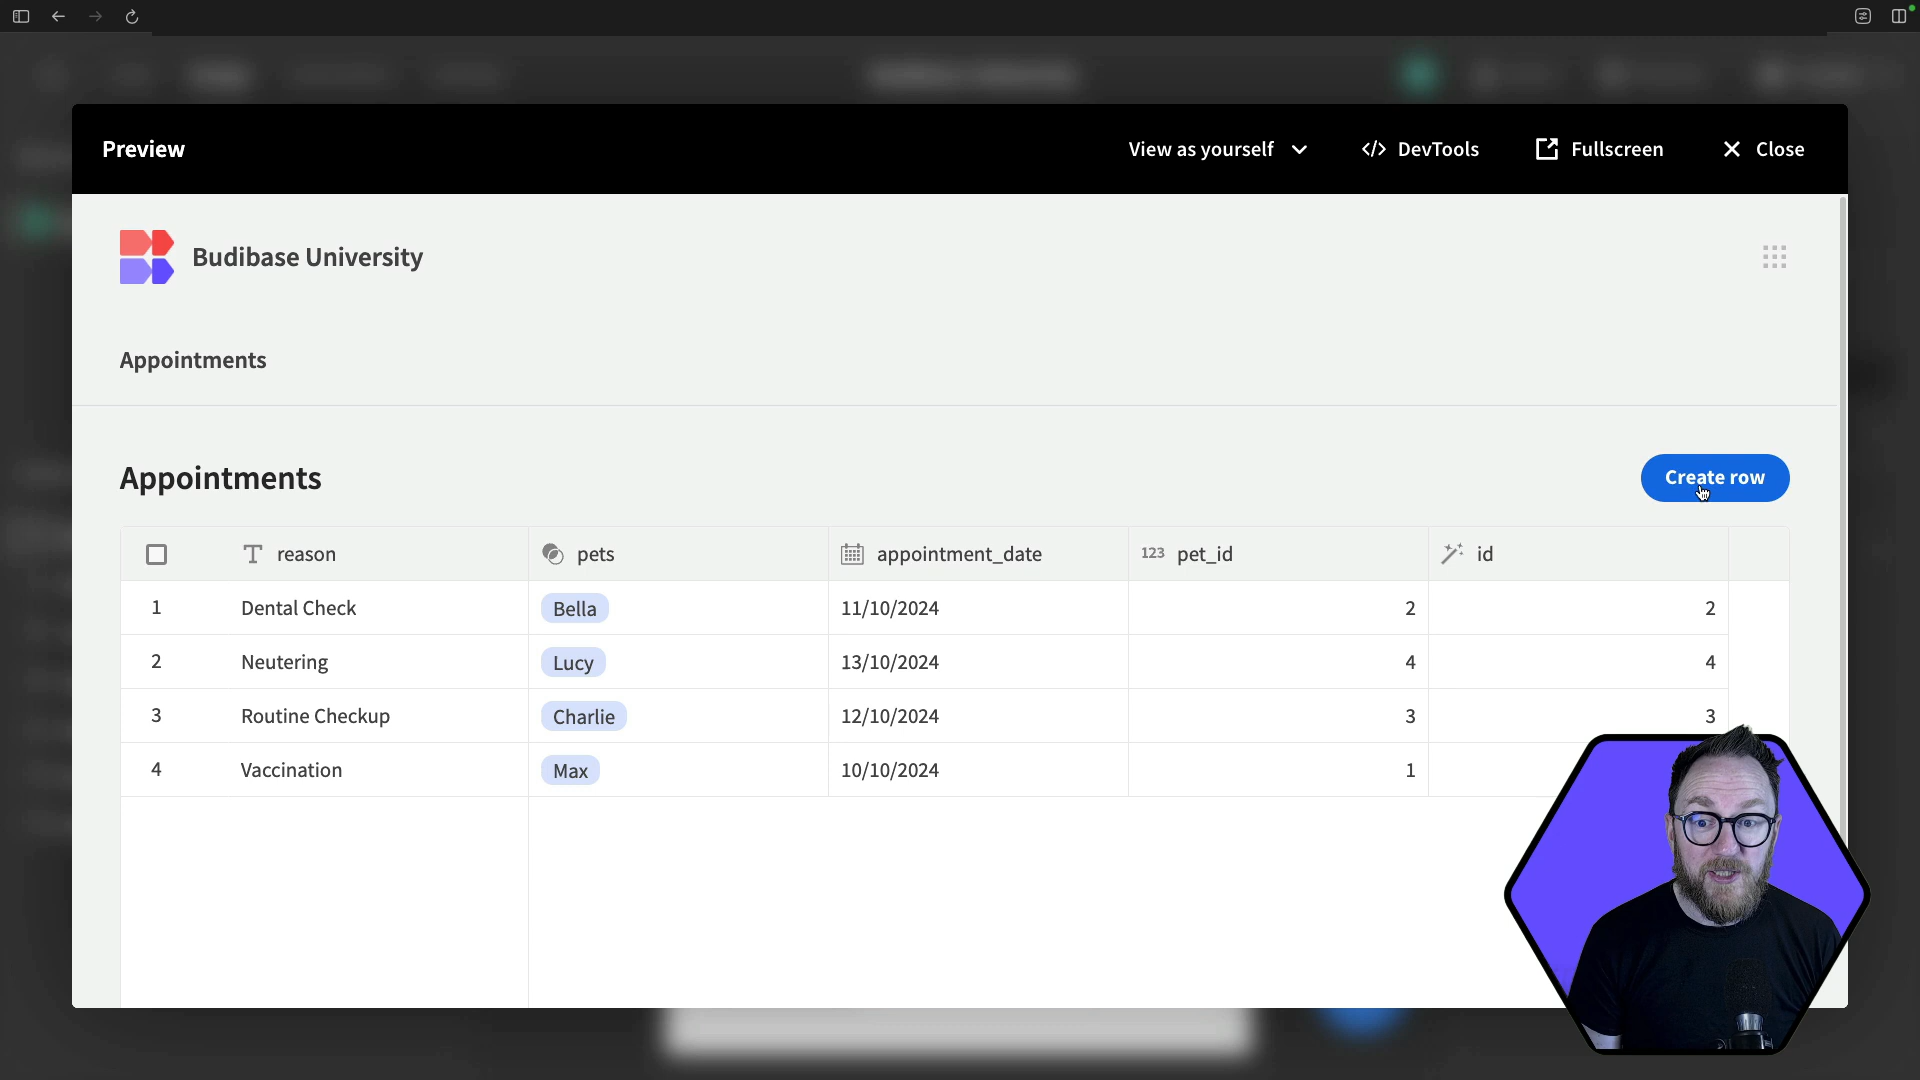 Preview
View as yourself
</> DevTools
Fullscreen
Close
Budibase University
Appointments
Appointments
Create row
reason
pets
appointment_date
123 pet_id
id
1 Dental Check Bella 11/10/2024 2 2
2 Neutering Lucy 13/10/2024 4 4
3 Routine Checkup Charlie 12/10/2024 3 3
4 Vaccination Max 10/10/2024 1